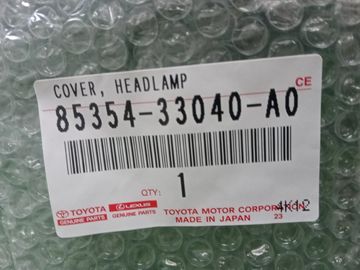 COVER, HEADLAMP
CE
85354-33040-A0
QTY: 1
TOYOTA GENUINE PARTS
LEXUS GENUINE PARTS
TOYOTA MOTOR CORPORATION
4K12
MADE IN JAPAN 23